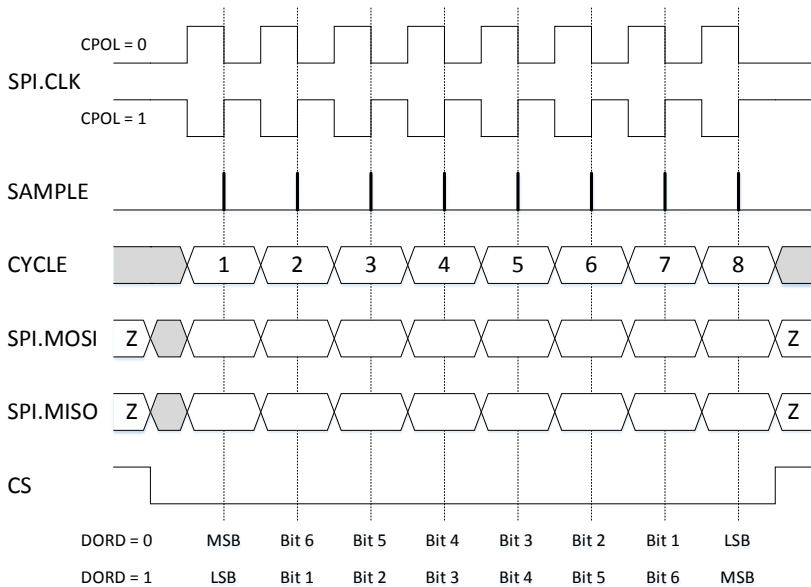 CPOL = 0
SPI.CLK
CPOL = 1
SAMPLE
CYCLE 1 2 3 4 5 6 7 8
SPI.MOSI Z Z
SPI.MISO Z Z
CS
DORD = 0 MSB Bit 6 Bit 5 Bit 4 Bit 3 Bit 2 Bit 1 LSB
DORD = 1 LSB Bit 1 Bit 2 Bit 3 Bit 4 Bit 5 Bit 6 MSB